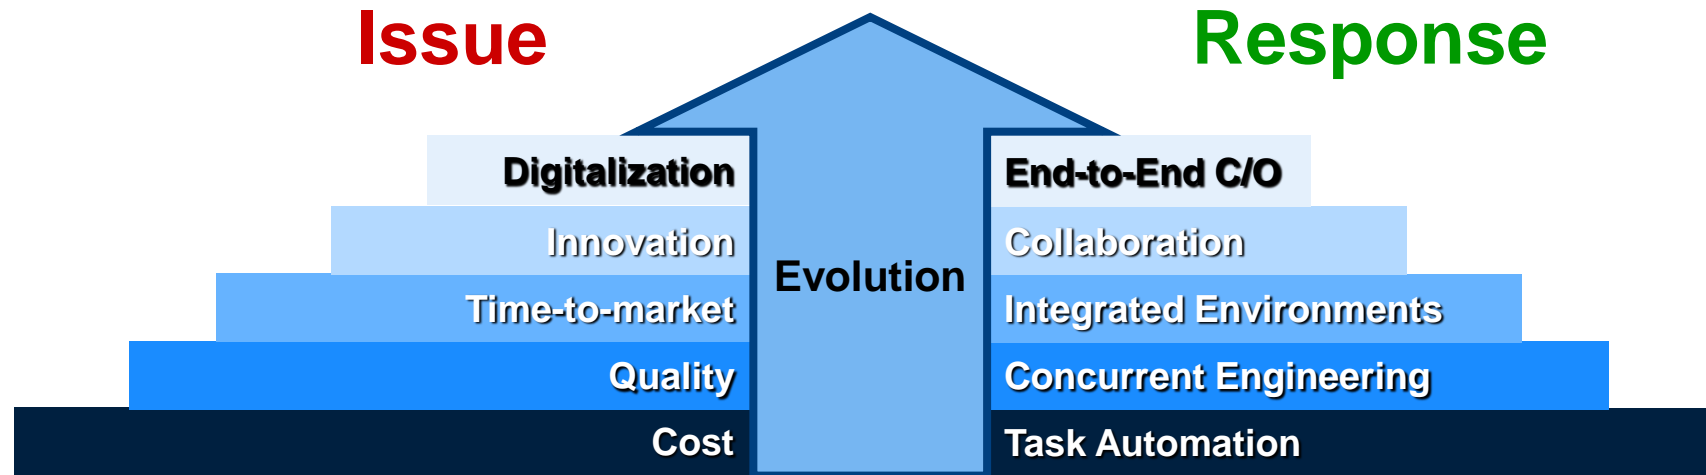 Issue
Response
Digitalization
End-to-End C/O
Innovation
Collaboration
Evolution
Time-to-market
Integrated Environments
Quality
Concurrent Engineering
Cost
Task Automation